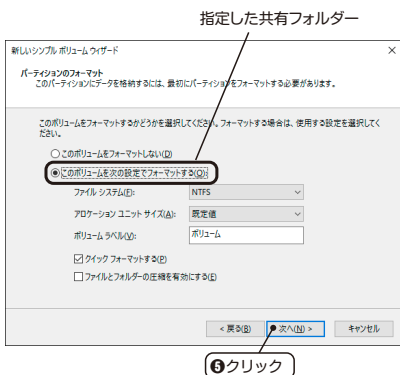 指定した共有フォルダー
新しいシンプル ボリューム ウィザード
パーティションのフォーマット
このパーティションにデータを格納するには、最初にパーティションをフォーマットする必要があります。
このボリュームをフォーマットするかどうかを選択してください。フォーマットする場合は、使用する設定を選択してく
ださい。
このボリュームをフォーマットしない(D)
このボリュームを次の設定でフォーマットする(O):
ファイル システム(F): NTFS
アロケーション ユニット サイズ(A): 既定値
ボリューム ラベル(V): ボリューム
クイック フォーマットする(P)
ファイルとフォルダーの圧縮を有効にする(E)
< 戻る(B) 次へ(N) > キャンセル
❺クリック